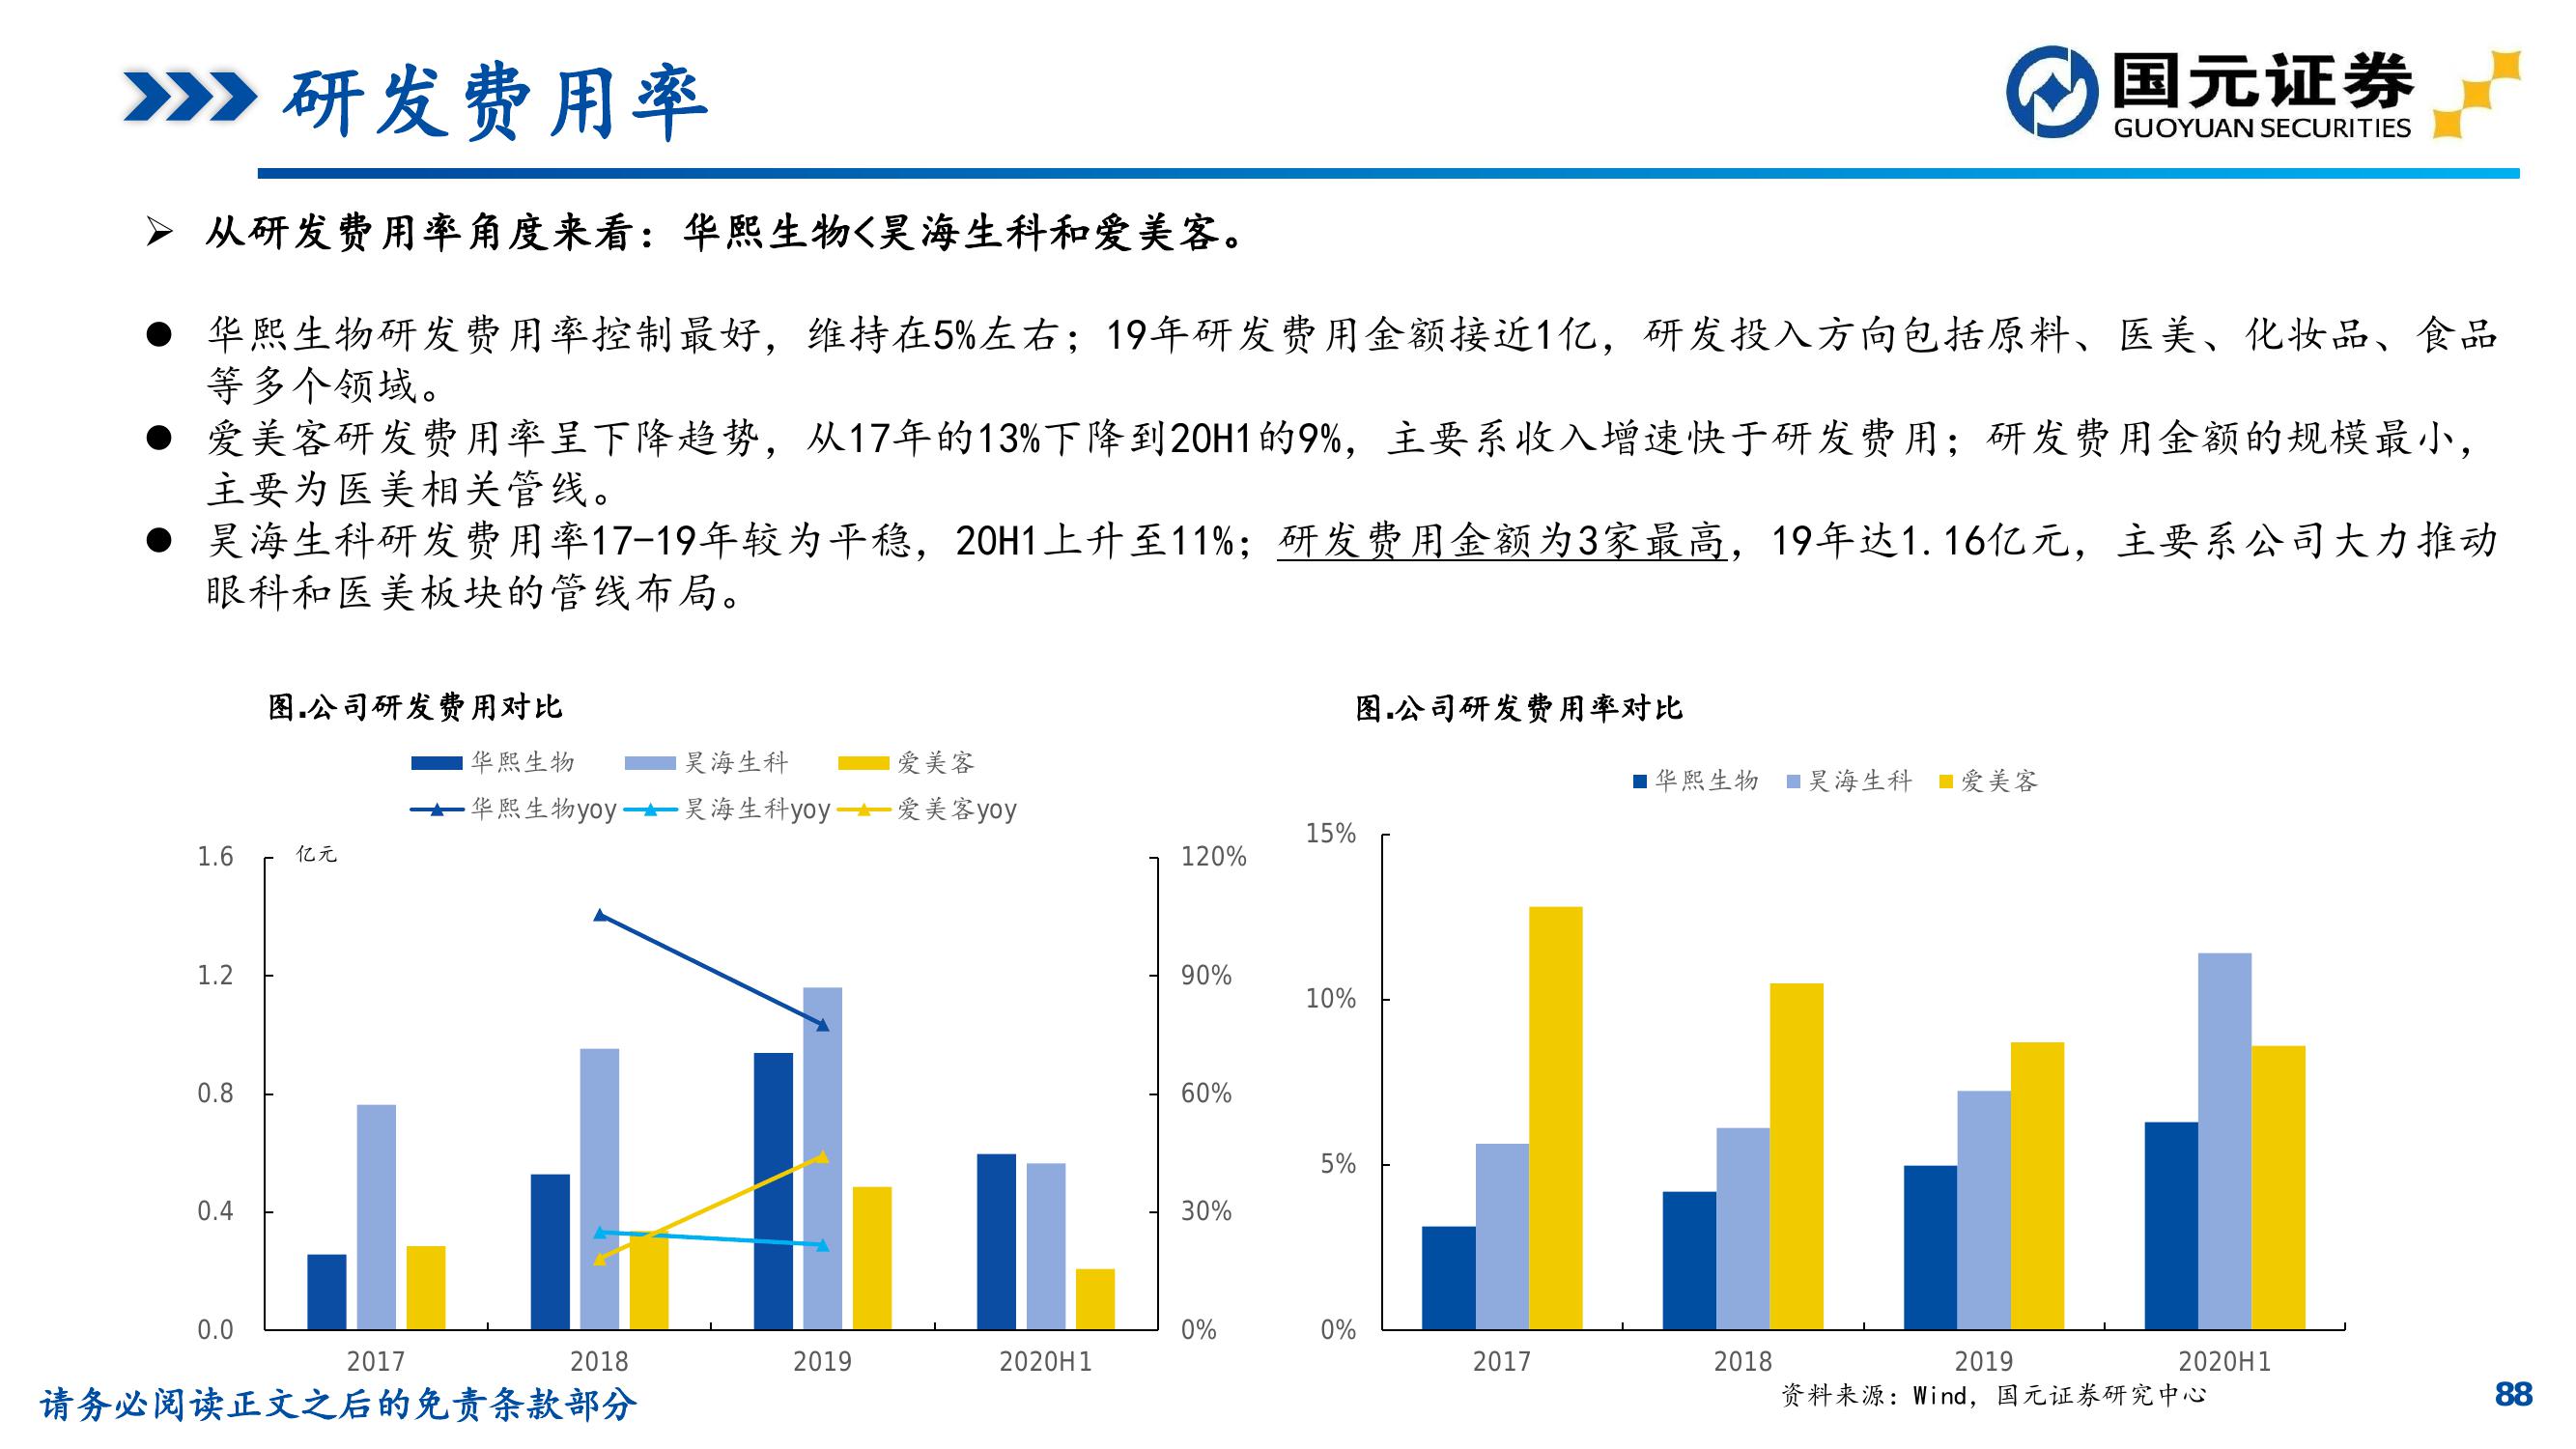 研发费用率
国元证券
GUOYUAN SECURITIES
➢ 从研发费用率角度来看：华熙生物<昊海生科和爱美客。
● 华熙生物研发费用率控制最好，维持在5%左右；19年研发费用金额接近1亿，研发投入方向包括原料、医美、化妆品、食品
等多个领域。
● 爱美客研发费用率呈下降趋势，从17年的13%下降到20H1的9%，主要系收入增速快于研发费用；研发费用金额的规模最小，
主要为医美相关管线。
● 昊海生科研发费用率17-19年较为平稳，20H1上升至11%；研发费用金额为3家最高，19年达1.16亿元，主要系公司大力推动
眼科和医美板块的管线布局。
图.公司研发费用对比
华熙生物 昊海生科 爱美客
华熙生物yoy 昊海生科yoy 爱美客yoy
亿元
1.6
1.2
0.8
0.4
0.0
120%
90%
60%
30%
0%
2017 2018 2019 2020H1
图.公司研发费用率对比
华熙生物 昊海生科 爱美客
15%
10%
5%
0%
2017 2018 2019 2020H1
资料来源：Wind，国元证券研究中心
请务必阅读正文之后的免责条款部分
88